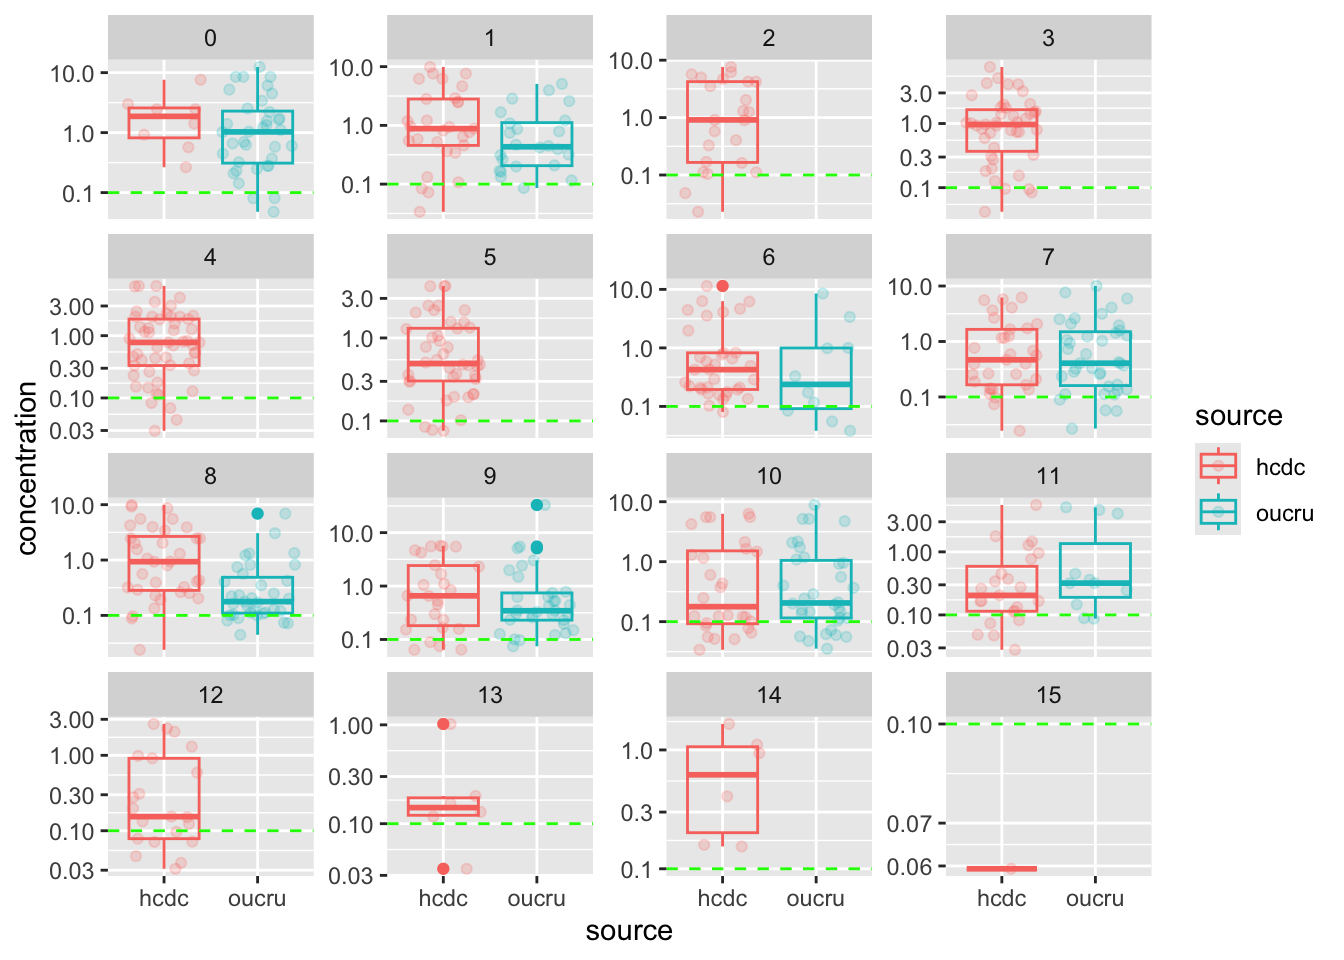 0 1 2 3
10.0 10.0 10.0 3.0
1.0 1.0 1.0 1.0
0.3
0.1 0.1 0.1 0.1
4 5 6 7
3.00 3.0 10.0 10.0
1.00 1.0 1.0 1.0
0.30 0.3
0.10 0.1 0.1 0.1
0.03
8 9 10 11
10.0 10.0 10.0 3.00
1.0 1.0 1.0 1.00
0.30
0.1 0.1 0.1 0.10
0.03
12 13 14 15
3.00 1.00 1.0 0.10
1.00 0.30 0.3 0.07
0.30 0.10 0.1 0.06
0.10 0.03
0.03
hcdc oucru hcdc oucru hcdc oucru hcdc oucru
source
concentration
source
hcdc
oucru